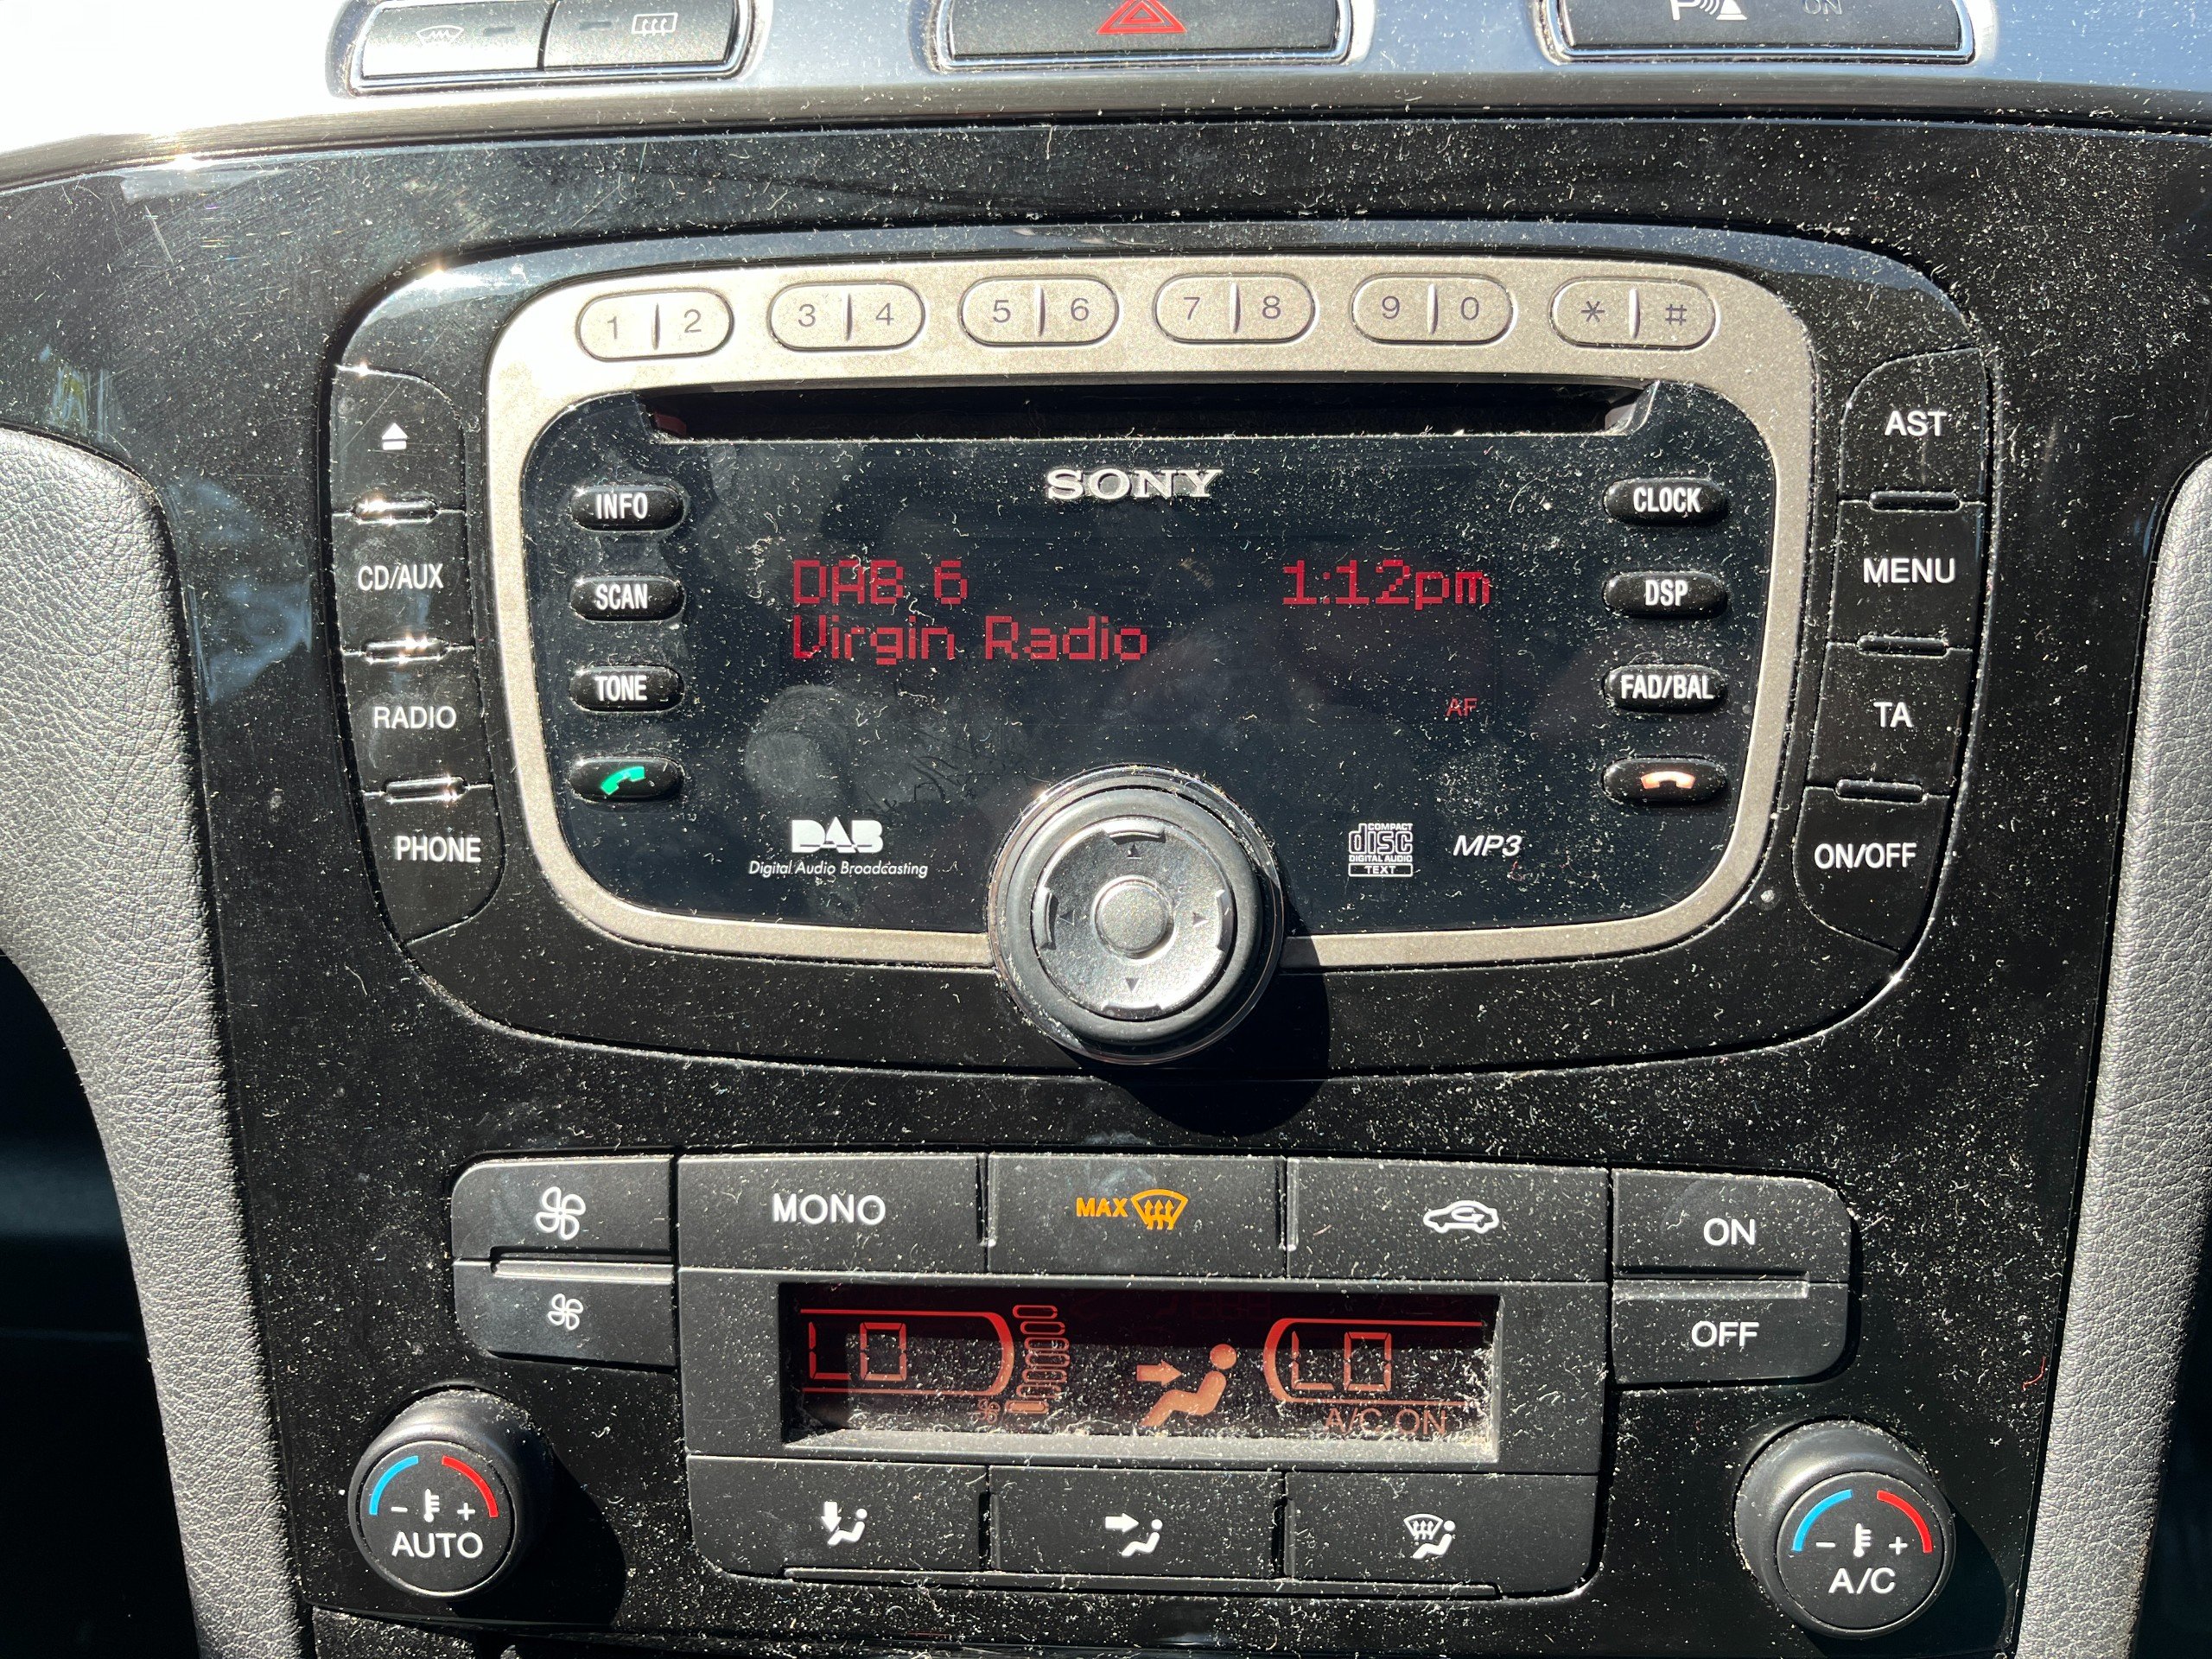 P ON
1 2 3 4 5 6 7 8 9 0 * #
SONY
AST
INFO
CLOCK
CD/AUX
MENU
DAB 6 1:12pm
SCAN
DSP
Virgin Radio
TONE
FAD/BAL
RADIO
AF
TA
PHONE
DAB
Digital Audio Broadcasting
COMPACT
disc
DIGITAL AUDIO
TEXT
MP3
ON/OFF
MONO
MAX
ON
OFF
LO LO
A/C ON
- +
AUTO
- +
A/C